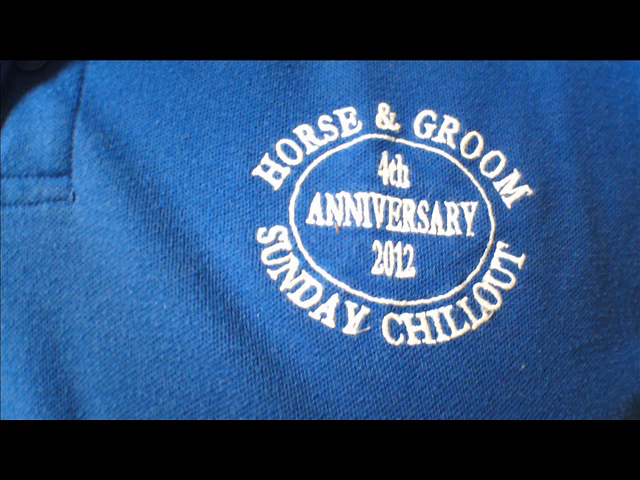 HORSE & GROOM
4th
ANNIVERSARY
2012
SUNDAY CHILLOUT